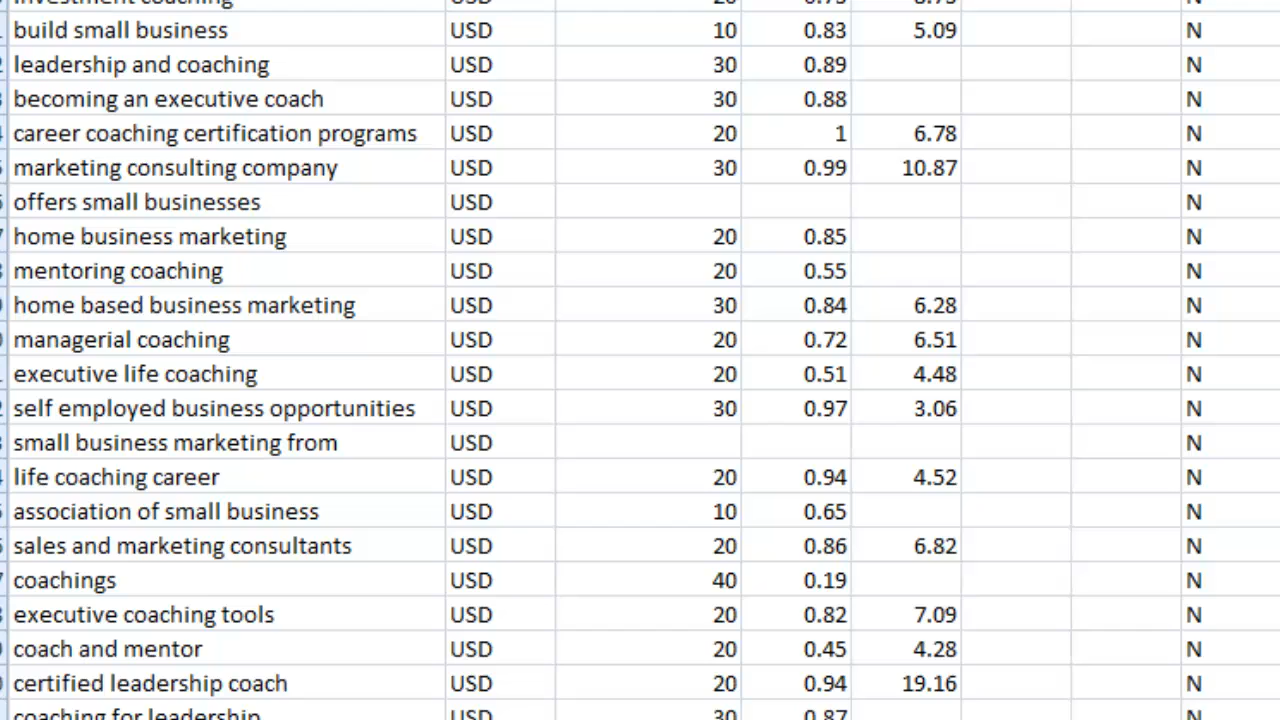 investment coaching USD 20 0.75 8.75 N
build small business USD 10 0.83 5.09 N
leadership and coaching USD 30 0.89 N
becoming an executive coach USD 30 0.88 N
career coaching certification programs USD 20 1 6.78 N
marketing consulting company USD 30 0.99 10.87 N
offers small businesses USD N
home business marketing USD 20 0.85 N
mentoring coaching USD 20 0.55 N
home based business marketing USD 30 0.84 6.28 N
managerial coaching USD 20 0.72 6.51 N
executive life coaching USD 20 0.51 4.48 N
self employed business opportunities USD 30 0.97 3.06 N
small business marketing from USD N
life coaching career USD 20 0.94 4.52 N
association of small business USD 10 0.65 N
sales and marketing consultants USD 20 0.86 6.82 N
coachings USD 40 0.19 N
executive coaching tools USD 20 0.82 7.09 N
coach and mentor USD 20 0.45 4.28 N
certified leadership coach USD 20 0.94 19.16 N
coaching for leadership USD 30 0.87 N